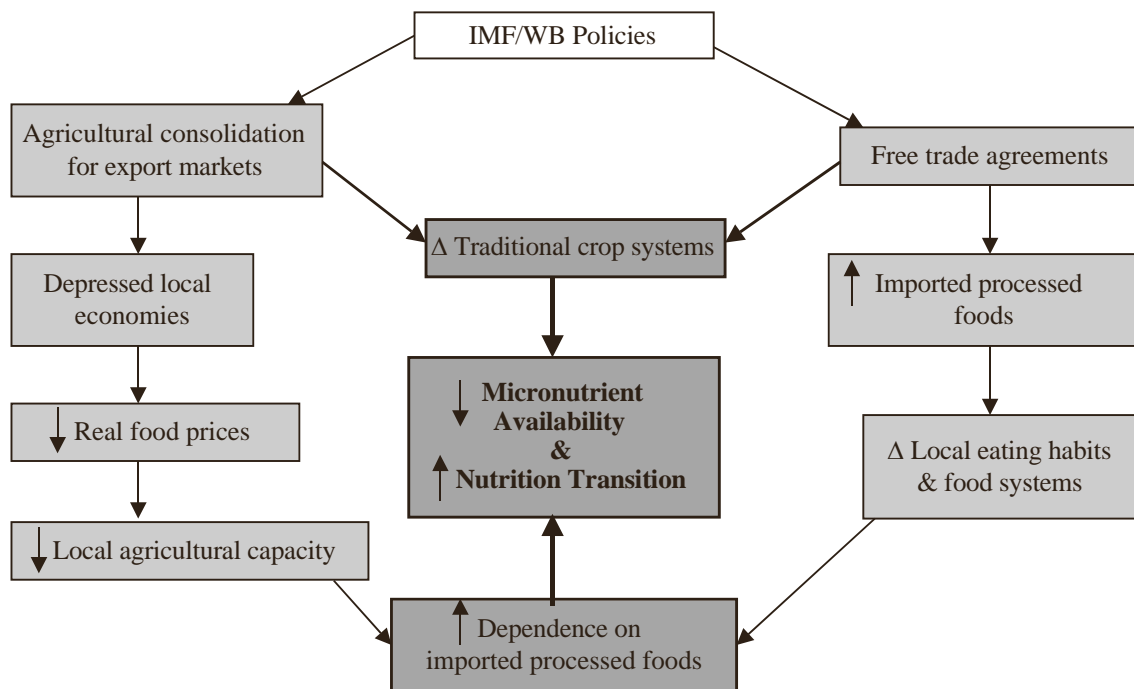 IMF/WB Policies
Agricultural consolidation
for export markets
Free trade agreements
Δ Traditional crop systems
Depressed local
economies
↑ Imported processed
foods
↓ Micronutrient
Availability
&
↑ Nutrition Transition
↓ Real food prices
Δ Local eating habits
& food systems
↓ Local agricultural capacity
↑ Dependence on
imported processed foods